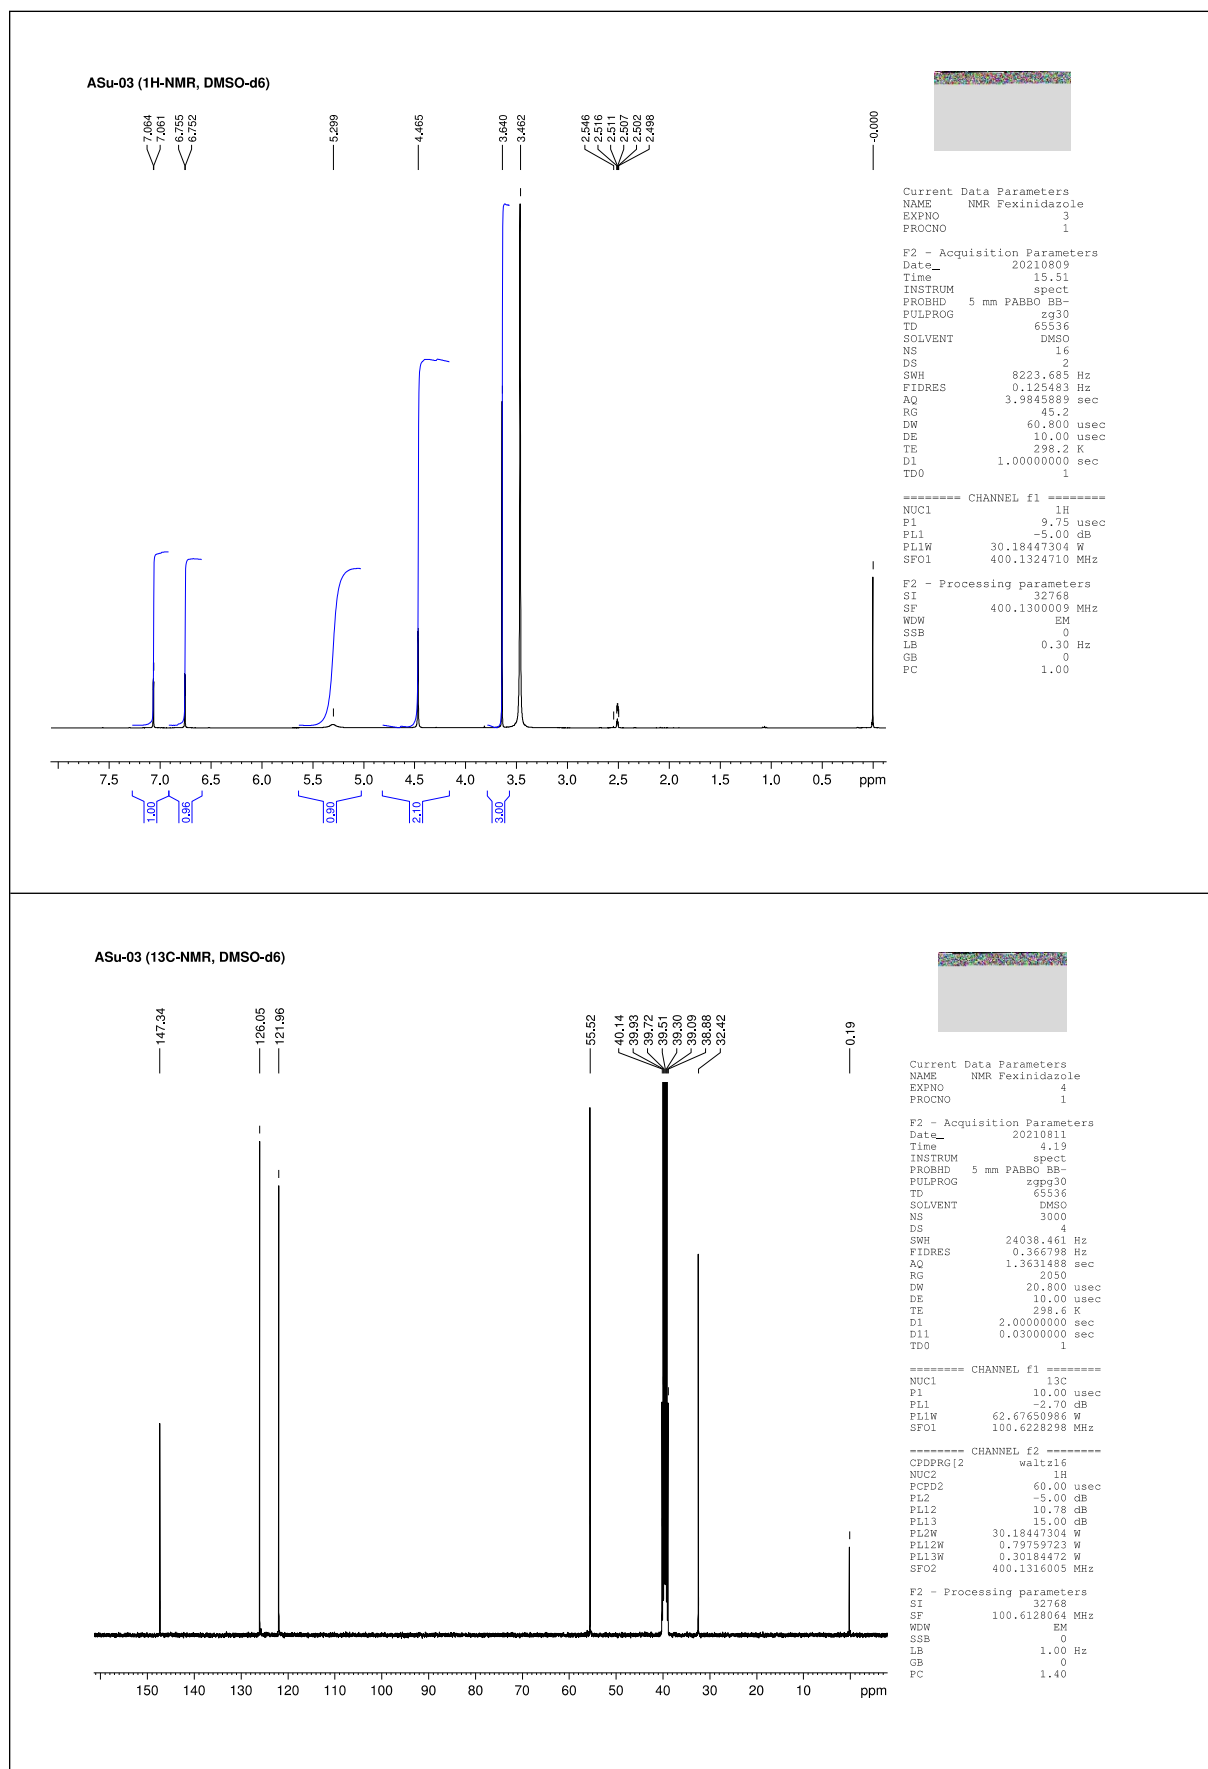 ASu-03 (1H-NMR, DMSO-d6)
7.064
7.061
6.755
6.752
5.299
4.465
3.640
3.462
2.546
2.516
2.511
2.507
2.502
2.498
-0.000
7.5 7.0 6.5 6.0 5.5 5.0 4.5 4.0 3.5 3.0 2.5 2.0 1.5 1.0 0.5 ppm
1.00
0.96
0.90
2.10
3.00
Current Data Parameters
NAME NMR Fexinidazole
EXPNO 3
PROCNO 1
F2 - Acquisition Parameters
Date_ 20210809
Time 15.51
INSTRUM spect
PROBHD 5 mm PABBO BB-
PULPROG zg30
TD 65536
SOLVENT DMSO
NS 16
DS 2
SWH 8223.685 Hz
FIDRES 0.125483 Hz
AQ 3.9845889 sec
RG 45.2
DW 60.800 usec
DE 10.00 usec
TE 298.2 K
D1 1.00000000 sec
TD0 1
======== CHANNEL f1 ========
NUC1 1H
P1 9.75 usec
PL1 -5.00 dB
PL1W 30.18447304 W
SFO1 400.1324710 MHz
F2 - Processing parameters
SI 32768
SF 400.1300009 MHz
WDW EM
SSB 0
LB 0.30 Hz
GB 0
PC 1.00
ASu-03 (13C-NMR, DMSO-d6)
147.34
126.05
121.96
55.52
40.14
39.93
39.72
39.51
39.30
39.09
38.88
32.42
0.19
150 140 130 120 110 100 90 80 70 60 50 40 30 20 10 ppm
Current Data Parameters
NAME NMR Fexinidazole
EXPNO 4
PROCNO 1
F2 - Acquisition Parameters
Date_ 20210811
Time 4.19
INSTRUM spect
PROBHD 5 mm PABBO BB-
PULPROG zgpg30
TD 65536
SOLVENT DMSO
NS 3000
DS 4
SWH 24038.461 Hz
FIDRES 0.366798 Hz
AQ 1.3631488 sec
RG 2050
DW 20.800 usec
DE 10.00 usec
TE 298.6 K
D1 2.00000000 sec
D11 0.03000000 sec
TD0 1
======== CHANNEL f1 ========
NUC1 13C
P1 10.00 usec
PL1 -2.70 dB
PL1W 62.67650986 W
SFO1 100.6228298 MHz
======== CHANNEL f2 ========
CPDPRG[2 waltz16
NUC2 1H
PCPD2 60.00 usec
PL2 -5.00 dB
PL12 10.78 dB
PL13 15.00 dB
PL2W 30.18447304 W
PL12W 0.79759723 W
PL13W 0.30184472 W
SFO2 400.1316005 MHz
F2 - Processing parameters
SI 32768
SF 100.6128064 MHz
WDW EM
SSB 0
LB 1.00 Hz
GB 0
PC 1.40